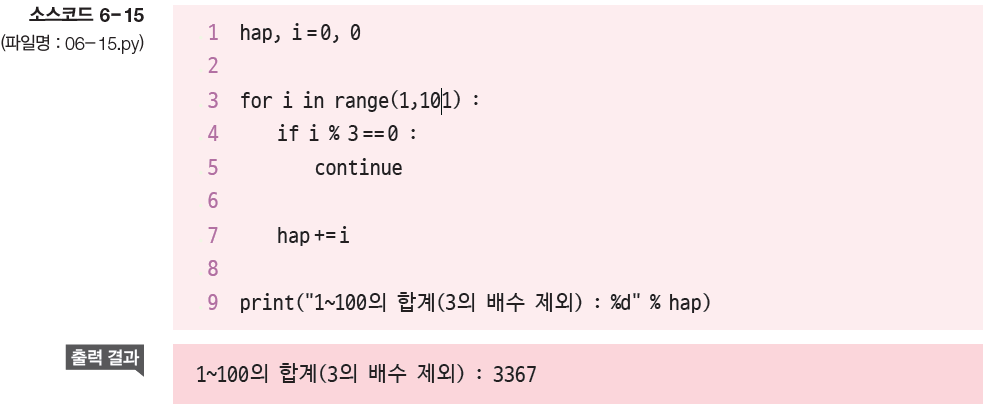 소스코드 6-15
(파일명 : 06-15.py)
1 hap, i=0, 0
2
3 for i in range(1,101) :
4 if i % 3==0 :
5 continue
6
7 hap+=i
8
9 print("1~100의 합계(3의 배수 제외) : %d" % hap)
출력 결과
1~100의 합계(3의 배수 제외) : 3367